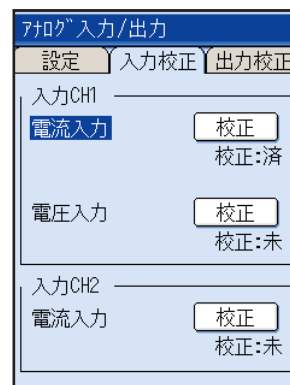 アナログ入力/出力
設定 入力校正 出力校正
入力CH1
電流入力 校正
校正:済
電圧入力 校正
校正:未
入力CH2
電流入力 校正
校正:未